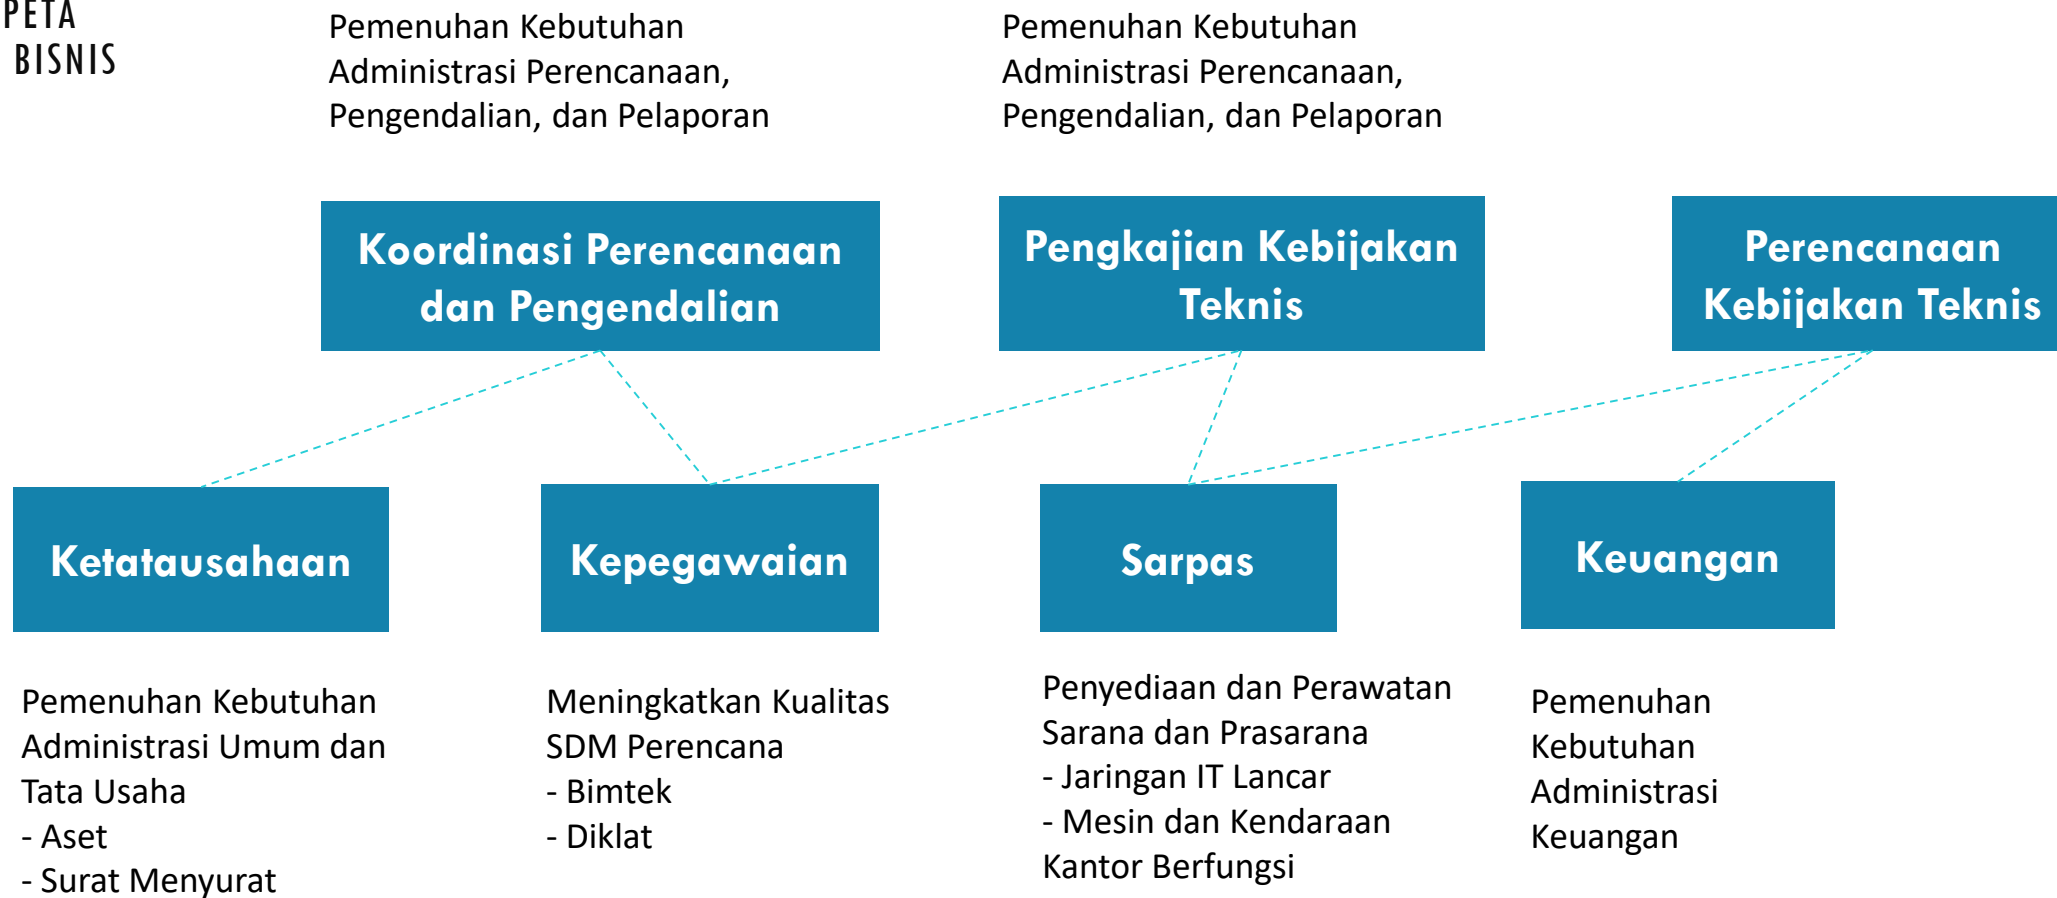 PETA
BISNIS
Pemenuhan Kebutuhan
Administrasi Perencanaan,
Pengendalian, dan Pelaporan
Pemenuhan Kebutuhan
Administrasi Perencanaan,
Pengendalian, dan Pelaporan
Koordinasi Perencanaan
dan Pengendalian
Pengkajian Kebijakan
Teknis
Perencanaan
Kebijakan Teknis
Ketatausahaan
Kepegawaian
Sarpas
Keuangan
Pemenuhan Kebutuhan
Administrasi Umum dan
Tata Usaha
- Aset
- Surat Menyurat
Meningkatkan Kualitas
SDM Perencana
- Bimtek
- Diklat
Penyediaan dan Perawatan
Sarana dan Prasarana
- Jaringan IT Lancar
- Mesin dan Kendaraan
Kantor Berfungsi
Pemenuhan
Kebutuhan
Administrasi
Keuangan